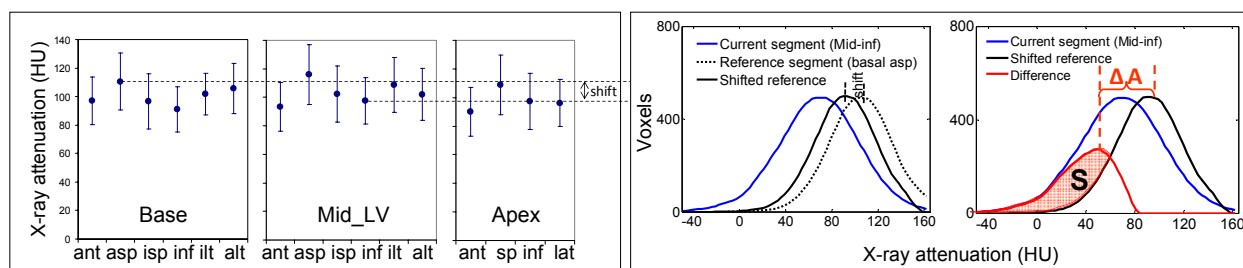 X-ray attenuation (HU)
140
120
100
80
60
40
20
0
shift
Base
Mid_LV
Apex
ant asp isp inf ilt alt
ant asp isp inf ilt alt
ant sp inf lat
800
Current segment (Mid-inf)
Reference segment (basal asp)
Shifted reference
shift
Voxels
400
0
-40 0 40 80 120 160
800
Current segment (Mid-inf)
Shifted reference
Difference
ΔA
400
S
0
-40 0 40 80 120 160
X-ray attenuation (HU)